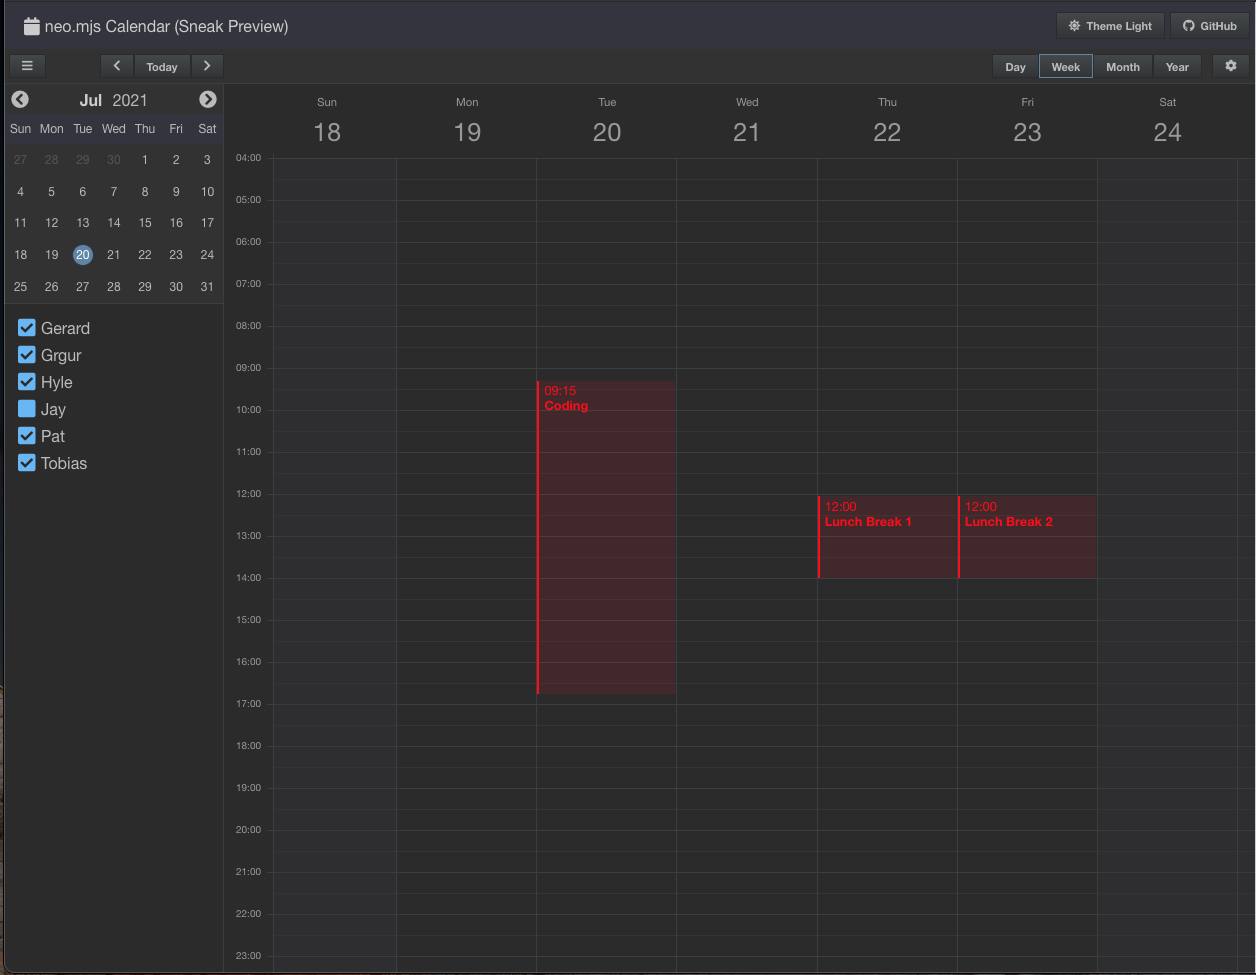 neo.mjs Calendar (Sneak Preview)
Theme Light
GitHub
Today
Day
Week
Month
Year
Jul 2021
Sun Mon Tue Wed Thu Fri Sat
27 28 29 30 1 2 3
4 5 6 7 8 9 10
11 12 13 14 15 16 17
18 19 20 21 22 23 24
25 26 27 28 29 30 31
Gerard
Grgur
Hyle
Jay
Pat
Tobias
Sun Mon Tue Wed Thu Fri Sat
18 19 20 21 22 23 24
04:00
05:00
06:00
07:00
08:00
09:00
10:00
11:00
12:00
13:00
14:00
15:00
16:00
17:00
18:00
19:00
20:00
21:00
22:00
23:00
09:15
Coding
12:00
Lunch Break 1
12:00
Lunch Break 2